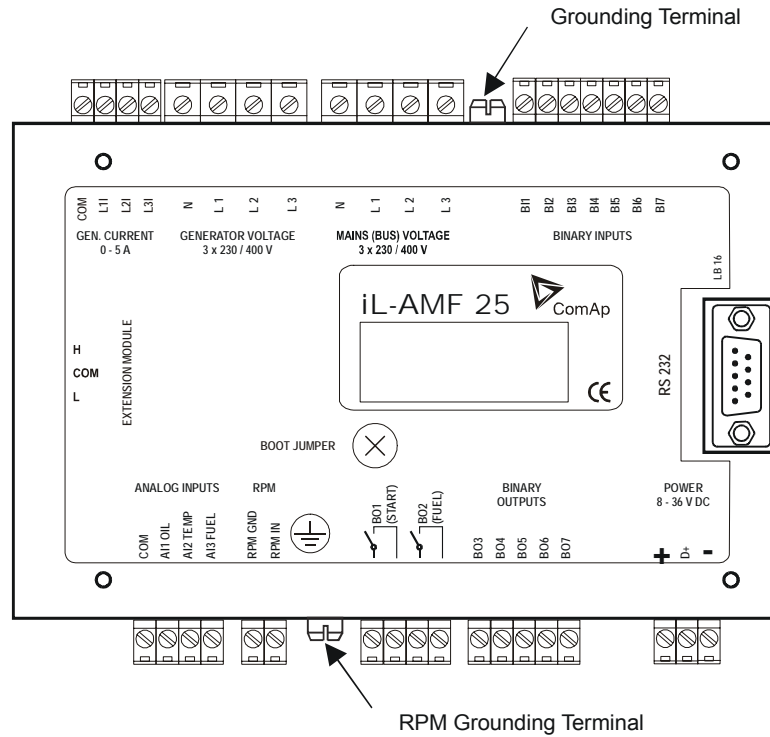 Grounding Terminal
COM L1I L2I L3I N L 1 L 2 L 3 N L 1 L 2 L 3 BI1 BI2 BI3 BI4 BI5 BI6 BI7
GEN. CURRENT
0 - 5 A
GENERATOR VOLTAGE
3 x 230 / 400 V
MAINS (BUS) VOLTAGE
3 x 230 / 400 V
BINARY INPUTS
LB 16
iL-AMF 25
ComAp
CE
H
COM
L
EXTENSION MODULE
RS 232
BOOT JUMPER
ANALOG INPUTS
RPM
BINARY
OUTPUTS
POWER
8 - 36 V DC
COM AI1 OIL AI2 TEMP AI3 FUEL
RPM GND RPM IN
BO1
(START)
BO2
(FUEL)
BO3 BO4 BO5 BO6 BO7
+ D+ -
RPM Grounding Terminal